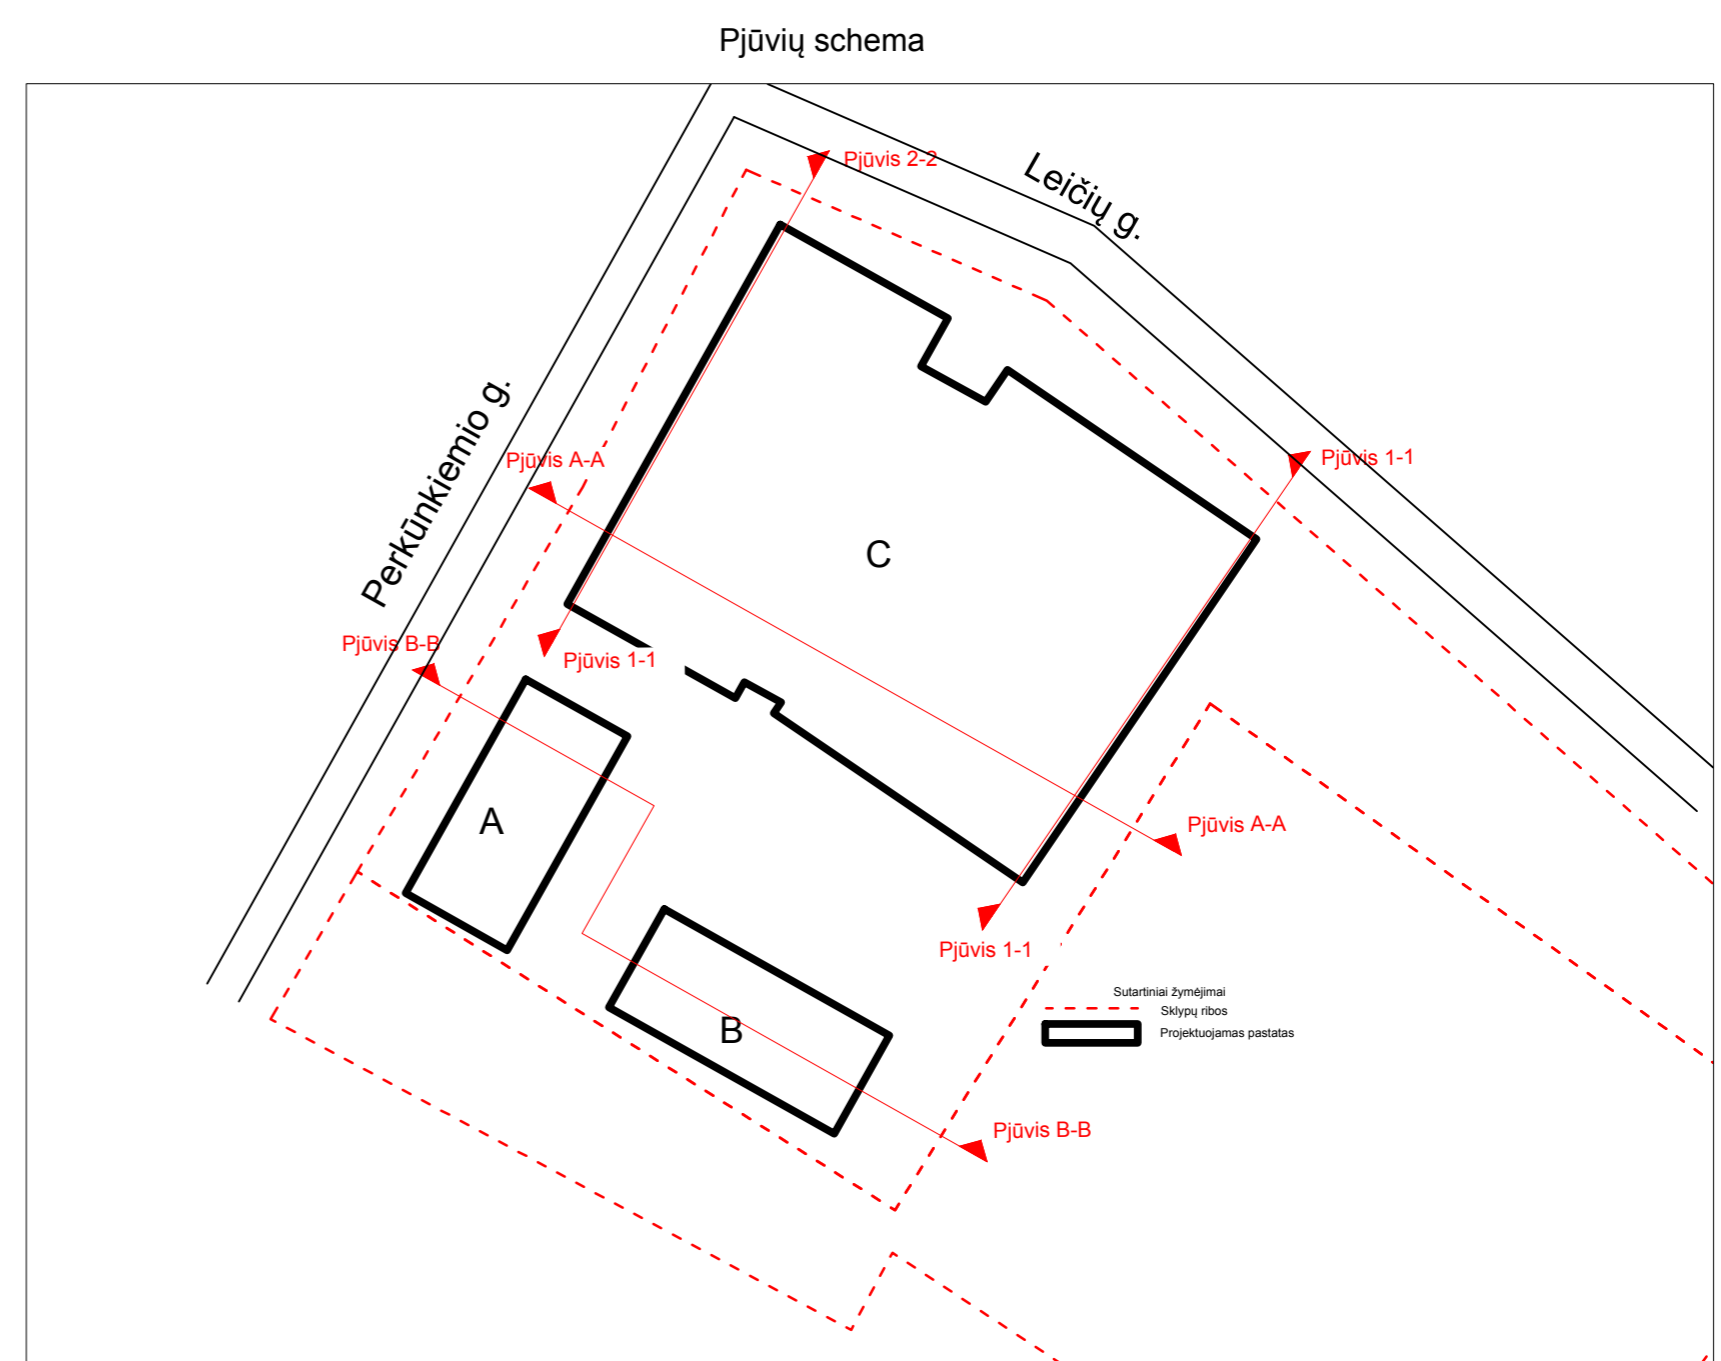 Pjūvių schema
Pjūvis 2-2
Leičių g.
Perkūnkiemio g.
Pjūvis A-A
Pjūvis 1-1
C
Pjūvis B-B
Pjūvis 1-1
A
Pjūvis A-A
Pjūvis 1-1
Sutartiniai žymėjimai
Sklypų ribos
Projektuojamas pastatas
B
Pjūvis B-B